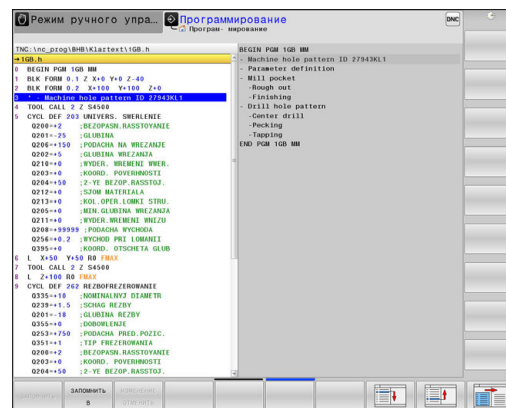 Режим ручного упра…
Программирование
Програм- мирование
DNC
TNC:\nc_prog\BHB\Klartext\1GB.h
→1GB.h
0 BEGIN PGM 1GB MM
1 BLK FORM 0.1 Z X+0 Y+0 Z-40
2 BLK FORM 0.2 X+100 Y+100 Z+0
3 * - Machine hole pattern ID 27943KL1
4 TOOL CALL 2 Z S4500
5 CYCL DEF 203 UNIVERS. SWERLENIE
Q200=+2 ;BEZOPASN.RASSTOYANIE
Q201=-25 ;GLUBINA
Q206=+150 ;PODACHA NA WREZANJE
Q202=+5 ;GLUBINA WREZANJA
Q210=+0 ;WYDER. WREMENI WWER.
Q203=+0 ;KOORD. POVERHNOSTI
Q204=+50 ;2-YE BEZOP.RASSTOJ.
Q212=+0 ;SJOM MATERIALA
Q213=+0 ;KOL.OPER.LOMKI STRU.
Q205=+0 ;MIN.GLUBINA WREZANJA
Q211=+0 ;WYDER.WREMENI WNIZU
Q208=+99999 ;PODACHA WYCHODA
Q256=+0.2 ;WYCHOD PRI LOMANII
Q395=+0 ;KOORD. OTSCHETA GLUB
6 L X+50 Y+50 R0 FMAX
7 TOOL CALL 2 Z S4500
8 L Z+100 R0 FMAX
9 CYCL DEF 262 REZBOFREZEROWANIE
Q335=+10 ;NOMINALNYJ DIAMETR
Q239=+1.5 ;SCHAG REZBY
Q201=-18 ;GLUBINA REZBY
Q355=+0 ;DOBOWLENJE
Q253=+750 ;PODACHA PRED.POZIC.
Q351=+1 ;TIP FREZEROWANIA
Q200=+2 ;BEZOPASN.RASSTOYANIE
Q203=+0 ;KOORD. POVERHNOSTI
Q204=+50 ;2-YE BEZOP.RASSTOJ.
BEGIN PGM 1GB MM
- Machine hole pattern ID 27943KL1
- Parameter definition
- Mill pocket
-Rough out
-Finishing
- Drill hole pattern
-Center drill
-Pecking
-Tapping
END PGM 1GB MM
ЗАПОМНИТЬ
В